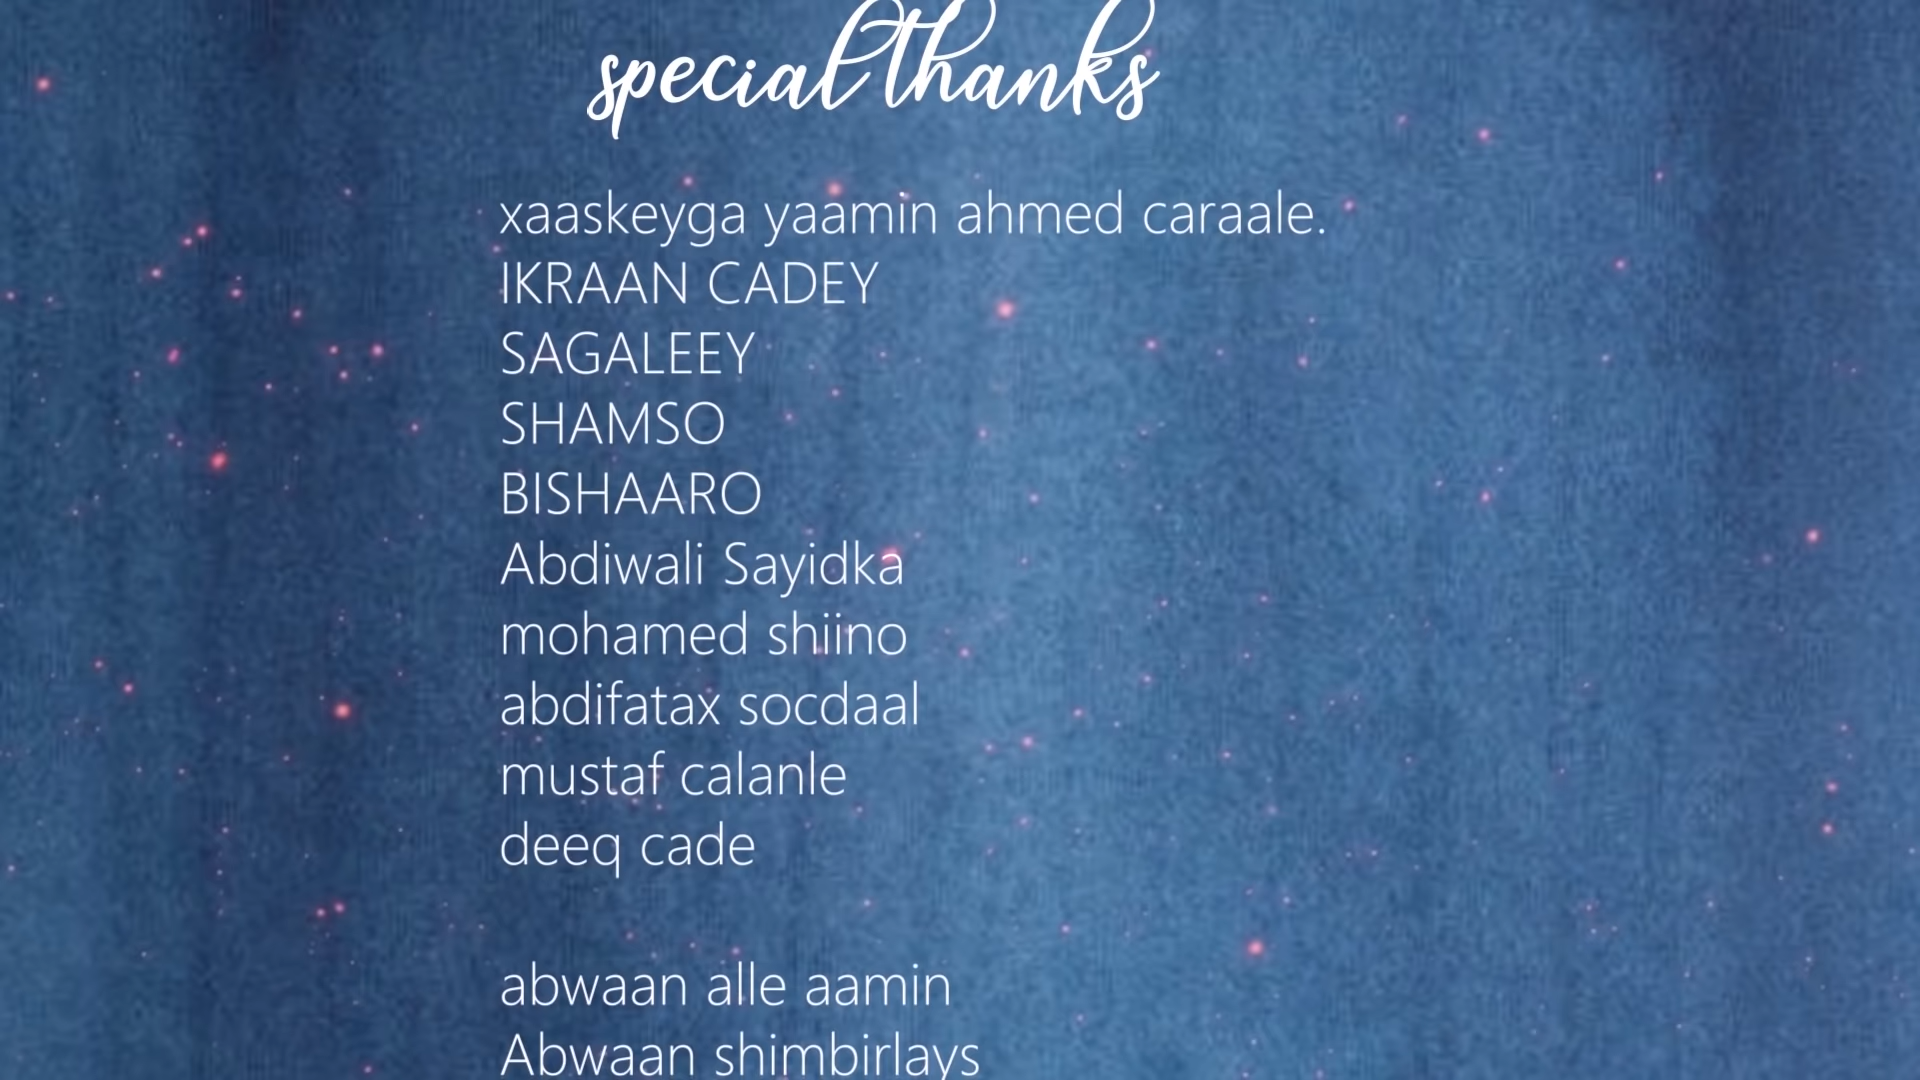 special thanks
xaaskeyga yaamin ahmed caraale.
IKRAAN CADEY
SAGALEEY
SHAMSO
BISHAARO
Abdiwali Sayidka
mohamed shiino
abdifatax socdaal
mustaf calanle
deeq cade
abwaan alle aamin
Abwaan shimbirlays